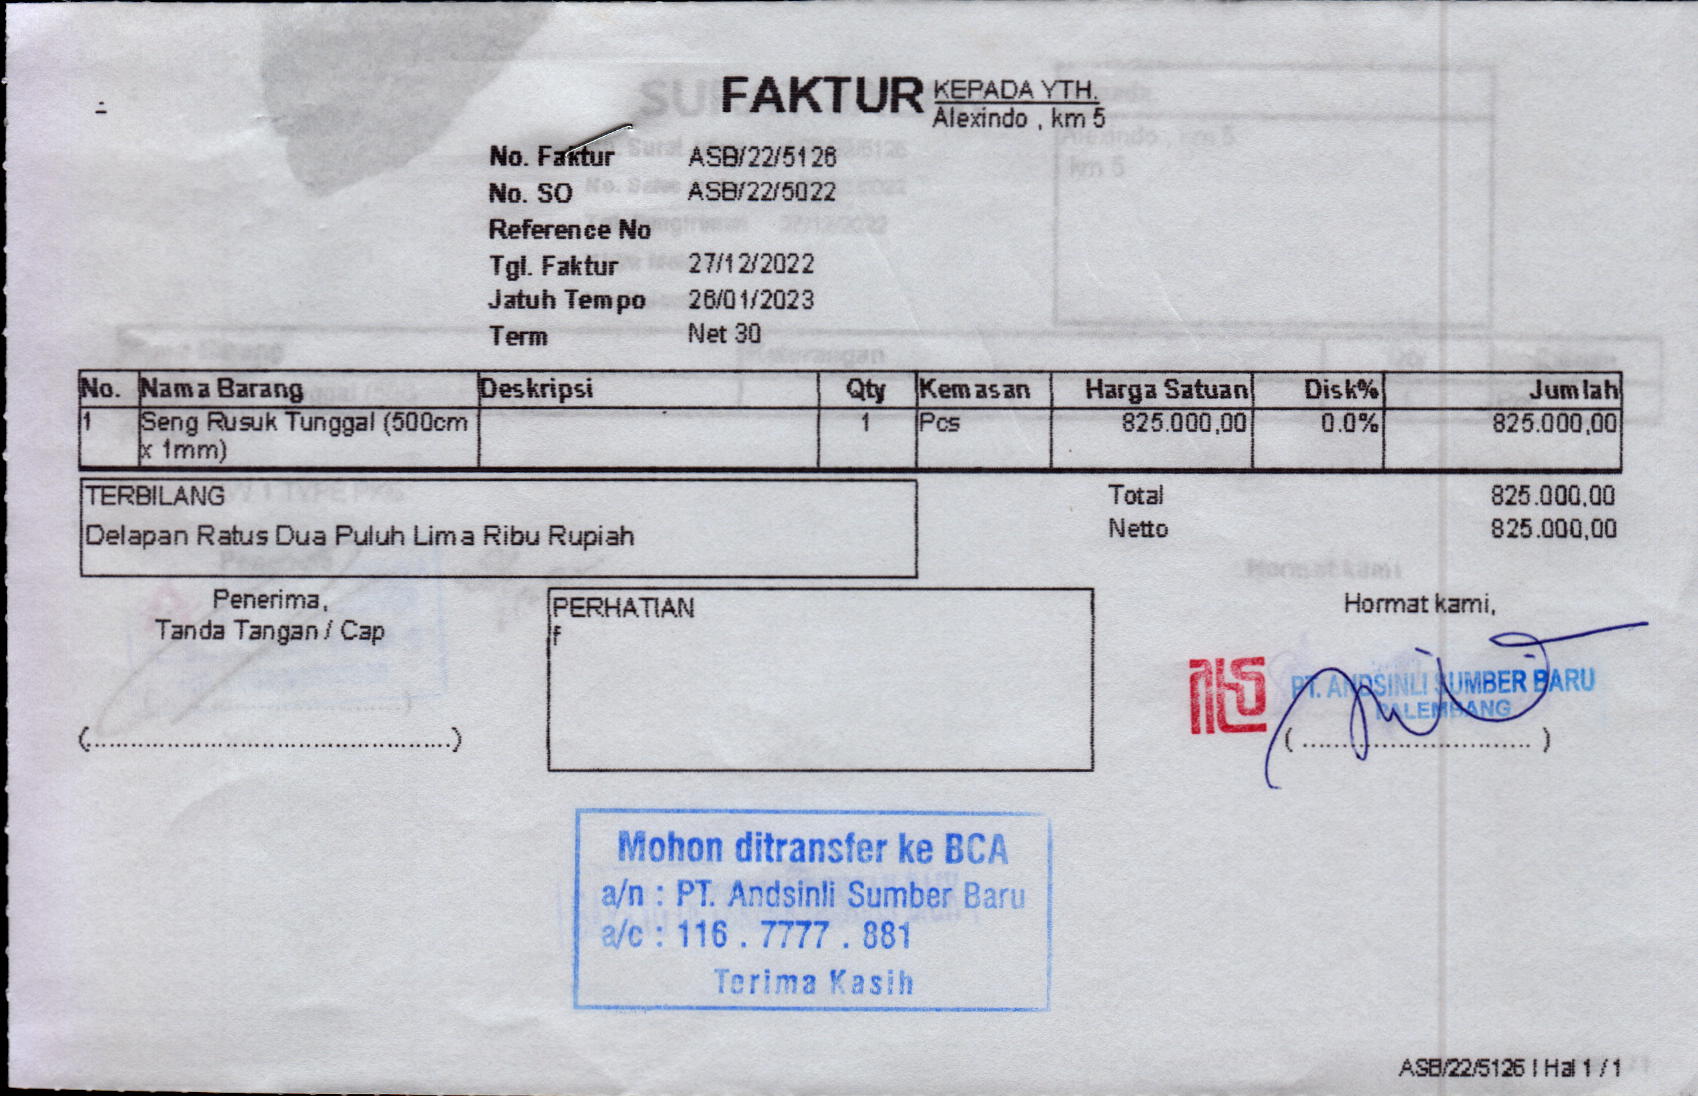 FAKTUR
KEPADA YTH.
Alexindo , km 5
No. Faktur ASB/22/5126
No. SO ASB/22/5022
Reference No
Tgl. Faktur 27/12/2022
Jatuh Tempo 26/01/2023
Term Net 30
No. Nama Barang Deskripsi Qty Kemasan Harga Satuan Disk% Jumlah
1 Seng Rusuk Tunggal (500cm 1 Pcs 825.000,00 0.0% 825.000,00
x 1mm)
TERBILANG
Delapan Ratus Dua Puluh Lima Ribu Rupiah
Total 825.000,00
Netto 825.000,00
Penerima,
Tanda Tangan / Cap
(.................................................)
PERHATIAN
f
Hormat kami,
PT. ANDSINLI SUMBER BARU
PALEMBANG
( .............................. )
Mohon ditransfer ke BCA
a/n : PT. Andsinli Sumber Baru
a/c : 116 . 7777 . 881
Terima Kasih
ASB/22/5126 | Hal 1 / 1